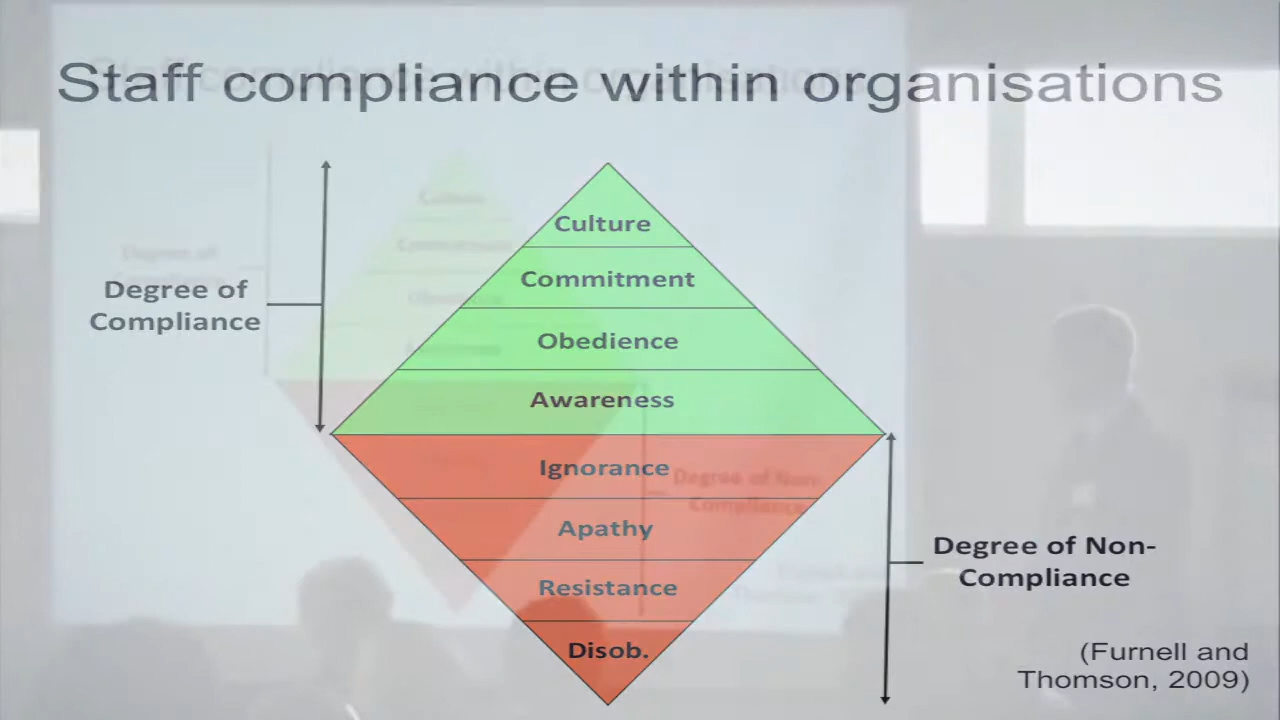 Staff compliance within organisations
Culture
Commitment
Obedience
Awareness
Degree of
Compliance
Ignorance
Apathy
Resistance
Disob.
Degree of Non-
Compliance
(Furnell and
Thomson, 2009)